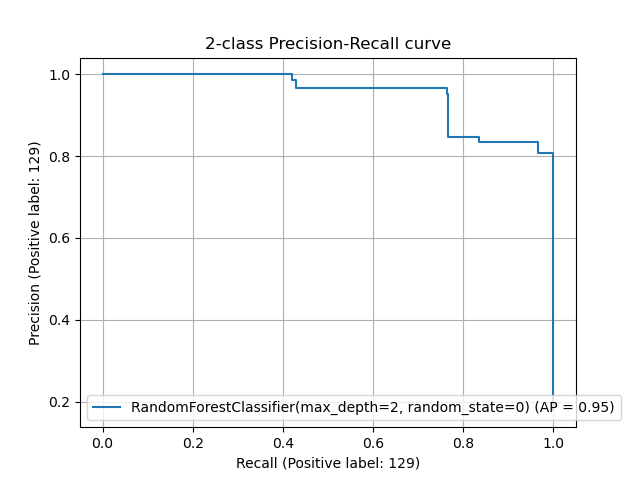 2-class Precision-Recall curve
Precision (Positive label: 129)
1.0
0.8
0.6
0.4
0.2
RandomForestClassifier(max_depth=2, random_state=0) (AP = 0.95)
0.0 0.2 0.4 0.6 0.8 1.0
Recall (Positive label: 129)